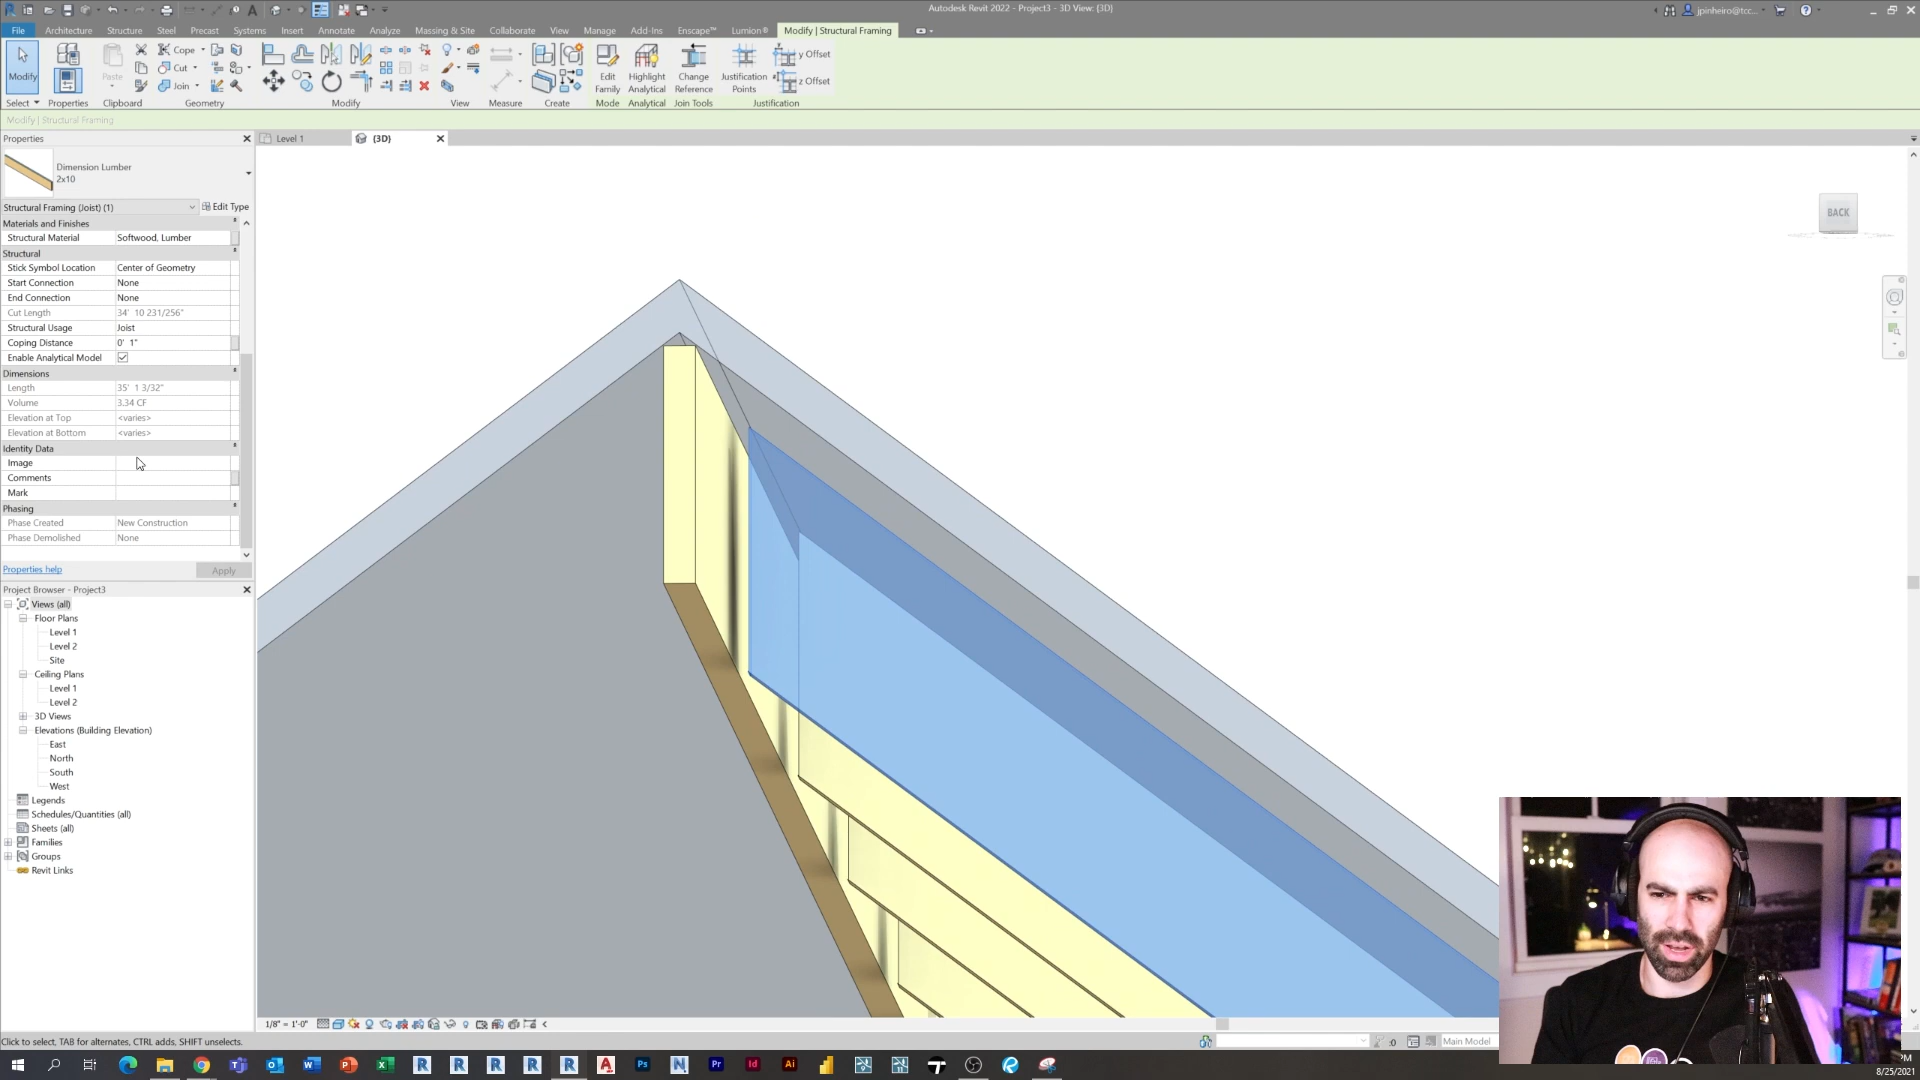 Autodesk Revit 2022 - Project3 - 3D View: {3D}
jpinheiro@tcc...
File Architecture Structure Steel Precast Systems Insert Annotate Analyze Massing & Site Collaborate View Manage Add-Ins Enscape™ Lumion® Modify | Structural Framing
Modify Paste Cope Cut Join Edit Family Highlight Analytical Change Reference Justification Points y Offset z Offset
Select Properties Clipboard Geometry Modify View Measure Create Mode Analytical Join Tools Justification
Modify | Structural Framing
Properties
Level 1
{3D}
Dimension Lumber
2x10
Structural Framing (Joist) (1)
Edit Type
Materials and Finishes
Structural Material Softwood, Lumber
Structural
Stick Symbol Location Center of Geometry
Start Connection None
End Connection None
Cut Length 34' 10 231/256"
Structural Usage Joist
Coping Distance 0' 1"
Enable Analytical Model
Dimensions
Length 35' 1 3/32"
Volume 3.34 CF
Elevation at Top <varies>
Elevation at Bottom <varies>
Identity Data
Image
Comments
Mark
Phasing
Phase Created New Construction
Phase Demolished None
Properties help
Apply
Project Browser - Project3
Views (all)
Floor Plans
Level 1
Level 2
Site
Ceiling Plans
Level 1
Level 2
3D Views
Elevations (Building Elevation)
East
North
South
West
Legends
Schedules/Quantities (all)
Sheets (all)
Families
Groups
Revit Links
BACK
1/8" = 1'-0"
Click to select, TAB for alternates, CTRL adds, SHIFT unselects.
:0
Main Model
PM
8/25/2021